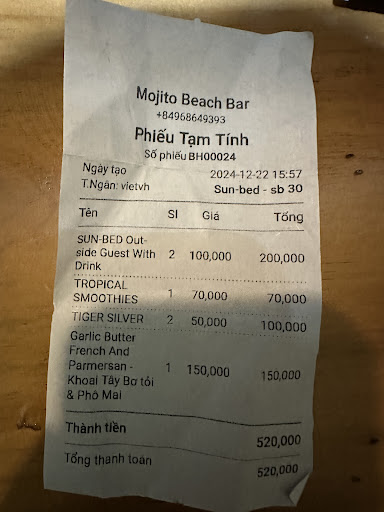 Mojito Beach Bar
+84968649393
Phiếu Tạm Tính
Số phiếu BH00024
Ngày tạo 2024-12-22 15:57
T.Ngân: vietvh Sun-bed - sb 30
Tên Sl Giá Tổng
SUN-BED Out-
side Guest With 2 100,000 200,000
Drink
TROPICAL
SMOOTHIES 1 70,000 70,000
TIGER SILVER 2 50,000 100,000
Garlic Butter
French And
Parmersan - 1 150,000 150,000
Khoai Tây Bơ tỏi
& Phô Mai
Thành tiền 520,000
Tổng thanh toán 520,000